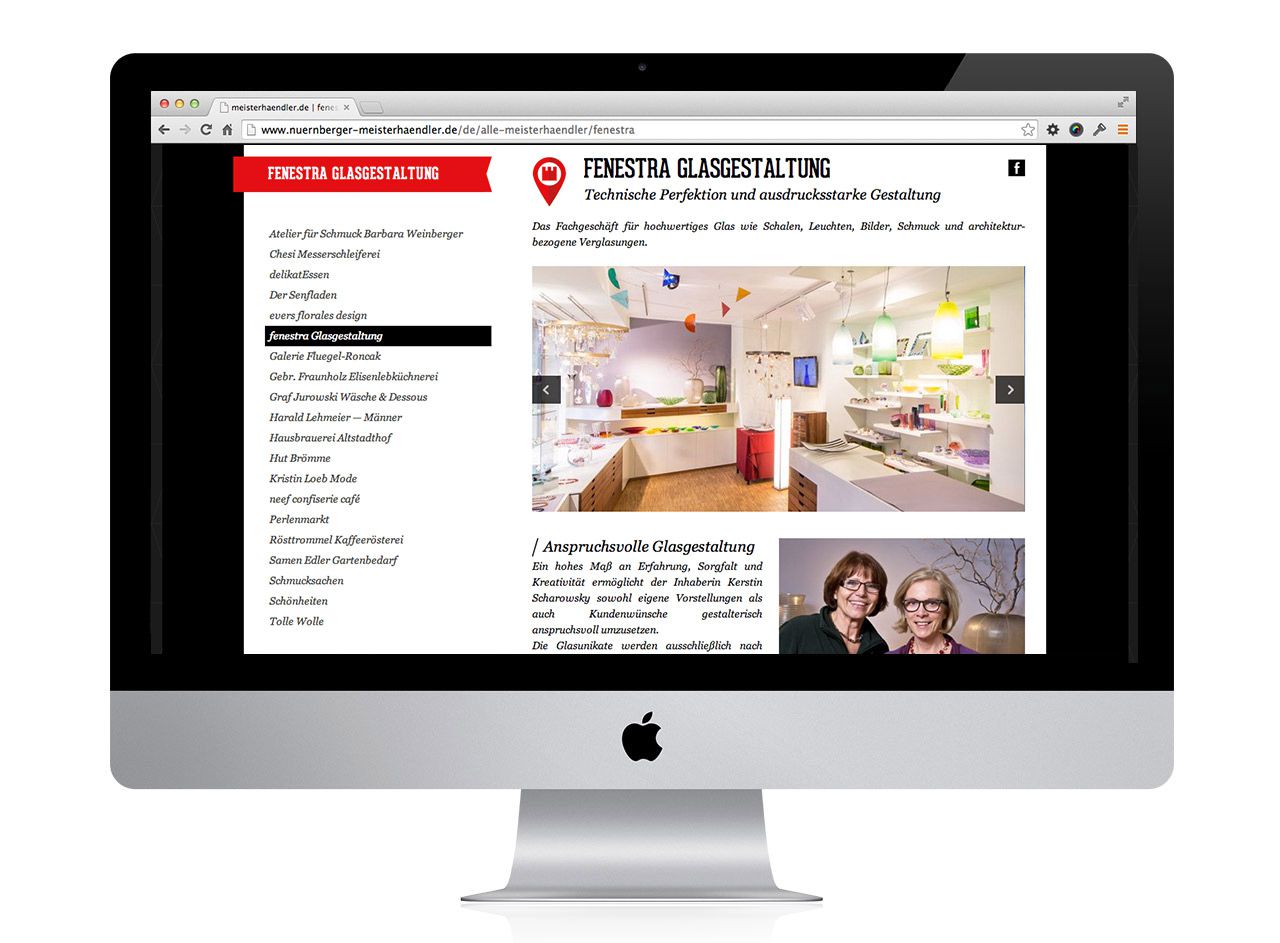 meisterhaendler.de | fenes
www.nuernberger-meisterhaendler.de/de/alle-meisterhaendler/fenestra
FENESTRA GLASGESTALTUNG
Atelier für Schmuck Barbara Weinberger
Chesi Messerschleiferei
delikatEssen
Der Senfladen
evers florales design
fenestra Glasgestaltung
Galerie Fluegel-Roncak
Gebr. Fraunholz Elisenlebküchnerei
Graf Jurowski Wäsche & Dessous
Harald Lehmeier — Männer
Hausbrauerei Altstadthof
Hut Brömme
Kristin Loeb Mode
neef confiserie café
Perlenmarkt
Rösttrommel Kaffeerösterei
Samen Edler Gartenbedarf
Schmucksachen
Schönheiten
Tolle Wolle
FENESTRA GLASGESTALTUNG
f
Technische Perfektion und ausdrucksstarke Gestaltung
Das Fachgeschäft für hochwertiges Glas wie Schalen, Leuchten, Bilder, Schmuck und architektur-
bezogene Verglasungen.
/ Anspruchsvolle Glasgestaltung
Ein hohes Maß an Erfahrung, Sorgfalt und
Kreativität ermöglicht der Inhaberin Kerstin
Scharowsky sowohl eigene Vorstellungen als
auch Kundenwünsche gestalterisch
anspruchsvoll umzusetzen.
Die Glasunikate werden ausschließlich nach